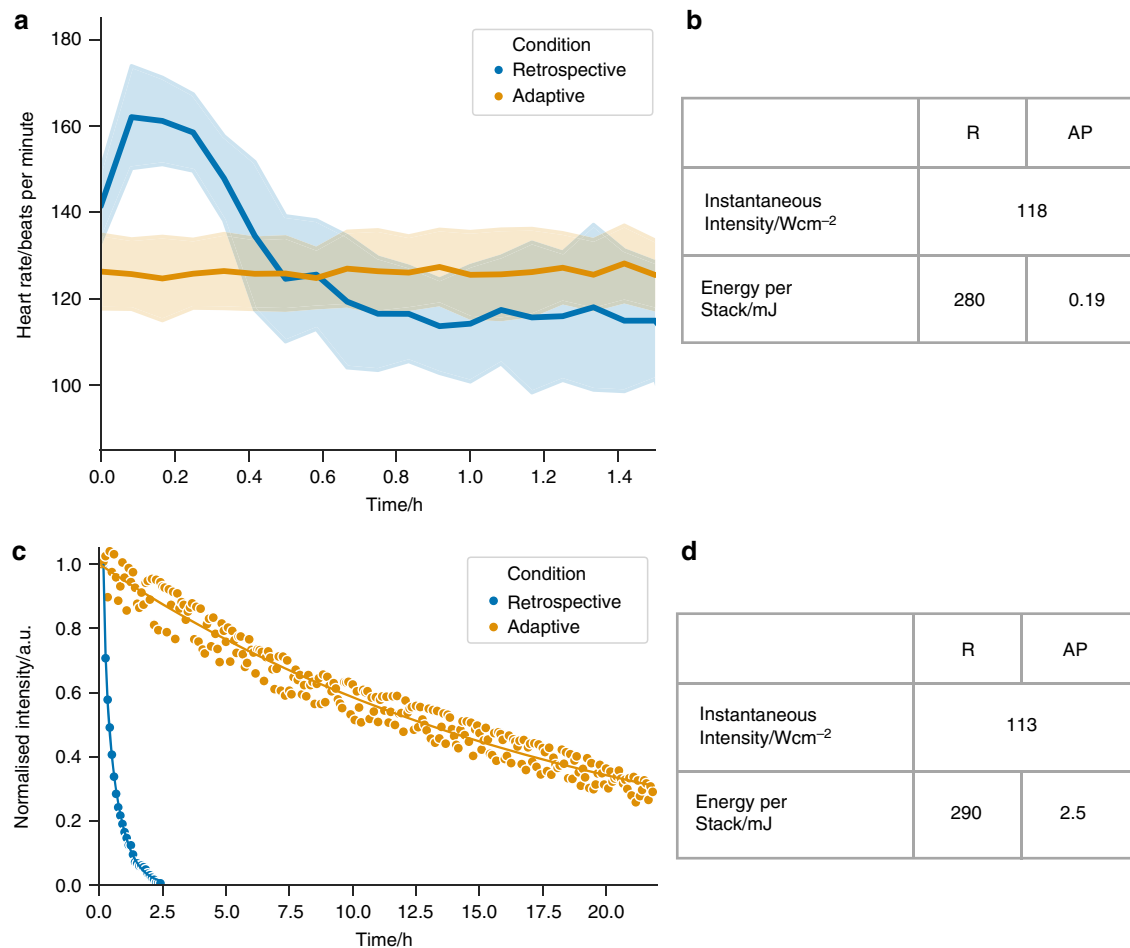 a
Heart rate/beats per minute
180
160
140
120
100
0.0 0.2 0.4 0.6 0.8 1.0 1.2 1.4
Time/h
Condition
Retrospective
Adaptive
b
R AP
Instantaneous
Intensity/Wcm⁻²
118
Energy per
Stack/mJ
280 0.19
c
Normalised intensity/a.u.
1.0
0.8
0.6
0.4
0.2
0.0
0.0 2.5 5.0 7.5 10.0 12.5 15.0 17.5 20.0
Time/h
Condition
Retrospective
Adaptive
d
R AP
Instantaneous
Intensity/Wcm⁻²
113
Energy per
Stack/mJ
290 2.5